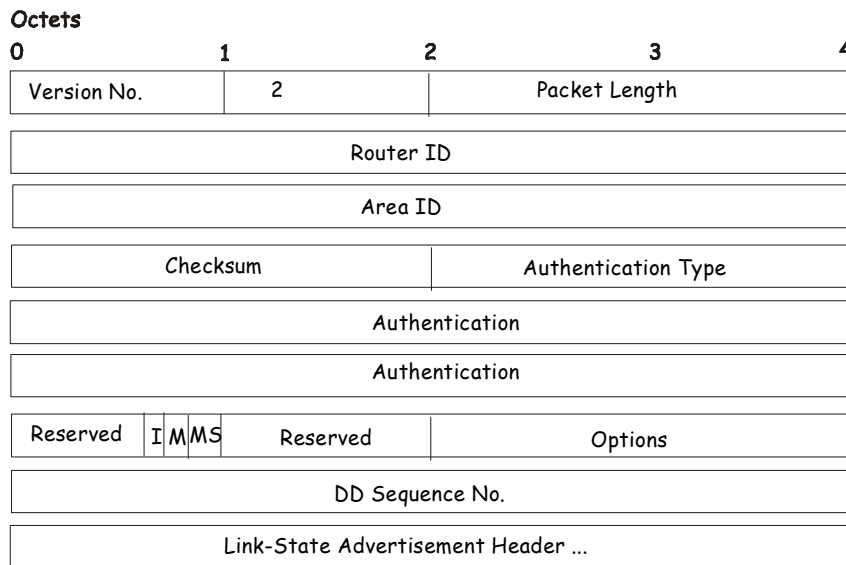 Octets
0 1 2 3 4
Version No. 2 Packet Length
Router ID
Area ID
Checksum Authentication Type
Authentication
Authentication
Reserved I M MS Reserved Options
DD Sequence No.
Link-State Advertisement Header ...